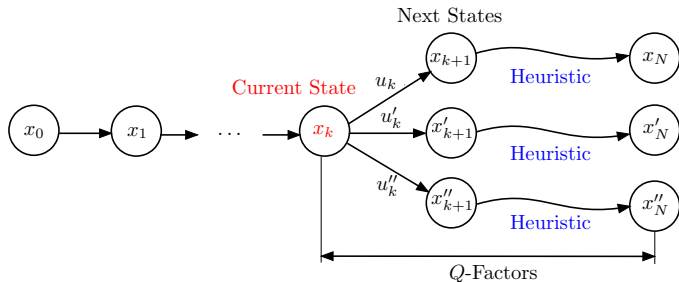 Next States
x_{k+1}
x_N
u_k
Heuristic
Current State
x_0
x_1
...
x_k
u'_k
x'_{k+1}
x'_N
Heuristic
u''_k
x''_{k+1}
x''_N
Heuristic
Q-Factors